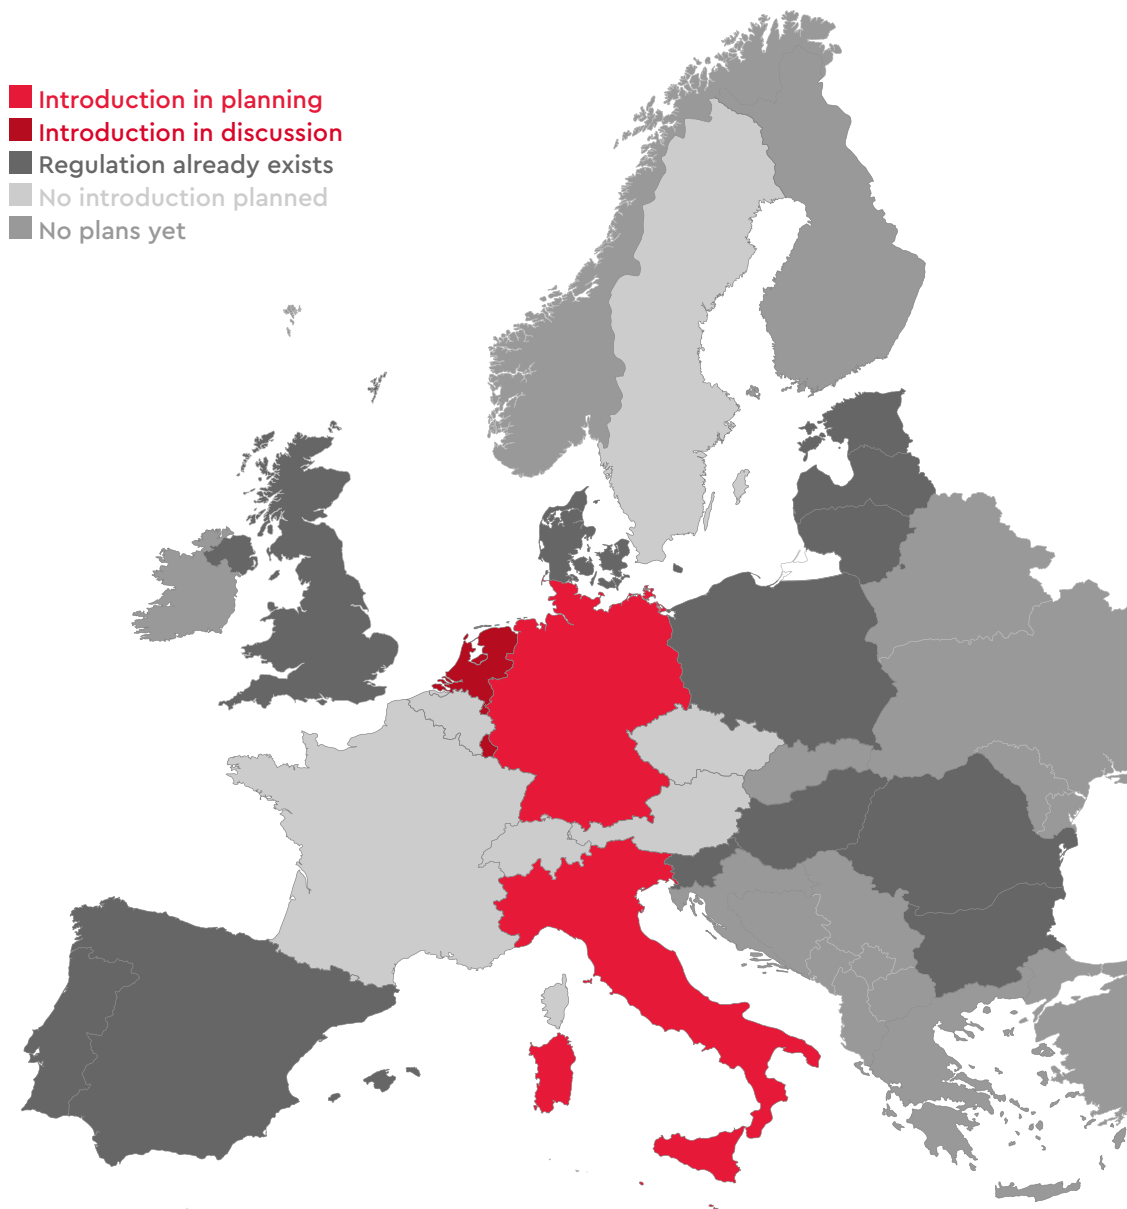 Introduction in planning
Introduction in discussion
Regulation already exists
No introduction planned
No plans yet